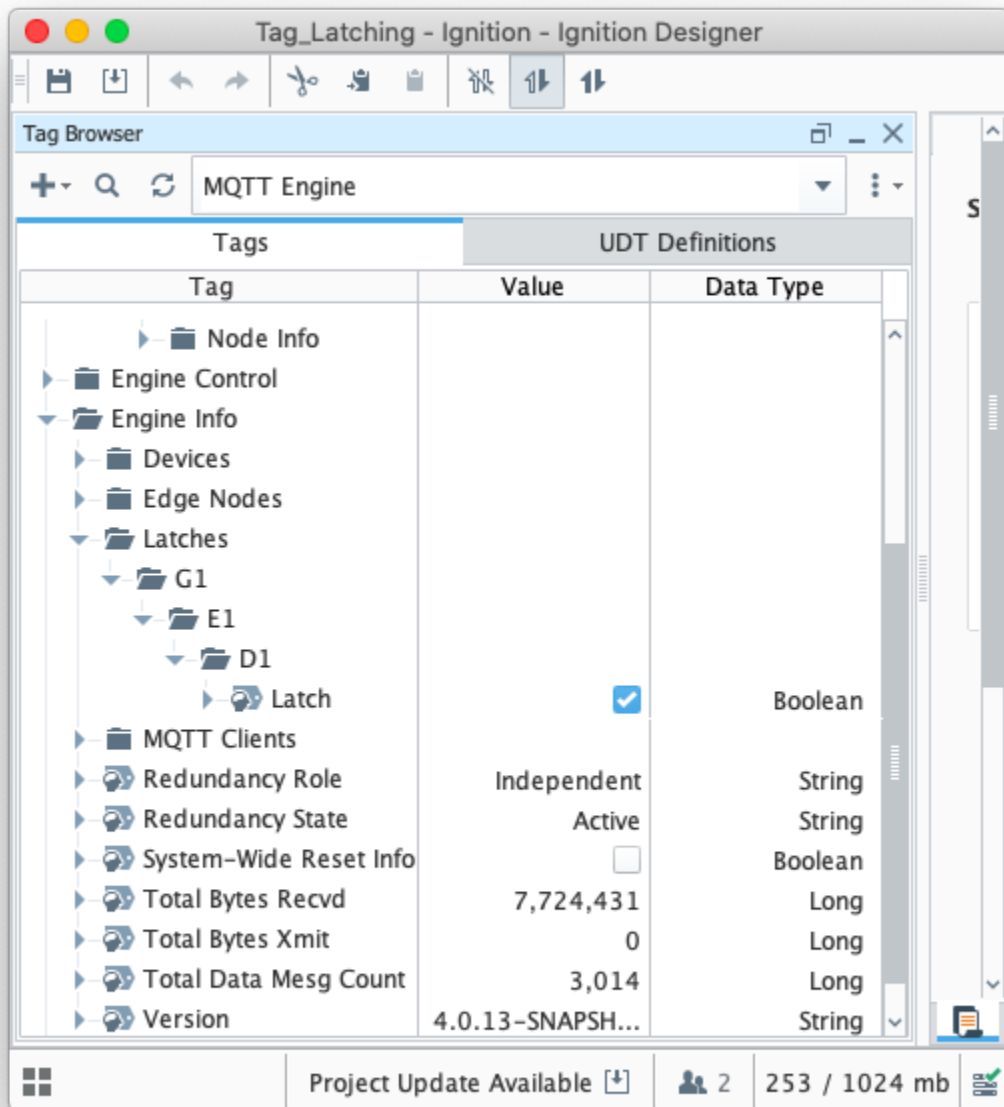 Tag_Latching - Ignition - Ignition Designer
Tag Browser
MQTT Engine
S
Tags UDT Definitions
Tag Value Data Type
Node Info
Engine Control
Engine Info
Devices
Edge Nodes
Latches
G1
E1
D1
Latch Boolean
MQTT Clients
Redundancy Role Independent String
Redundancy State Active String
System-Wide Reset Info Boolean
Total Bytes Recvd 7,724,431 Long
Total Bytes Xmit 0 Long
Total Data Mesg Count 3,014 Long
Version 4.0.13-SNAPSH... String
Project Update Available 2 253 / 1024 mb